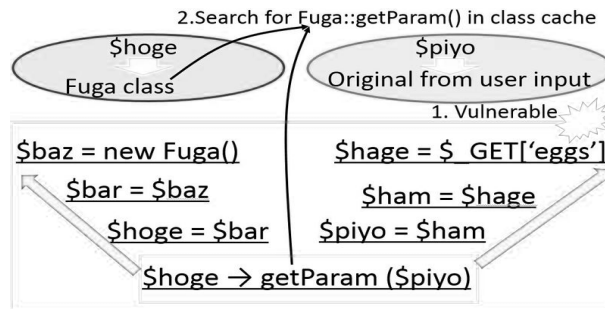 2.Search for Fuga::getParam() in class cache
$hoge
Fuga class
$piyo
Original from user input
1. Vulnerable
$baz = new Fuga()
$bar = $baz
$hoge = $bar
$hage = $_GET[‘eggs’]
$ham = $hage
$piyo = $ham
$hoge → getParam ($piyo)